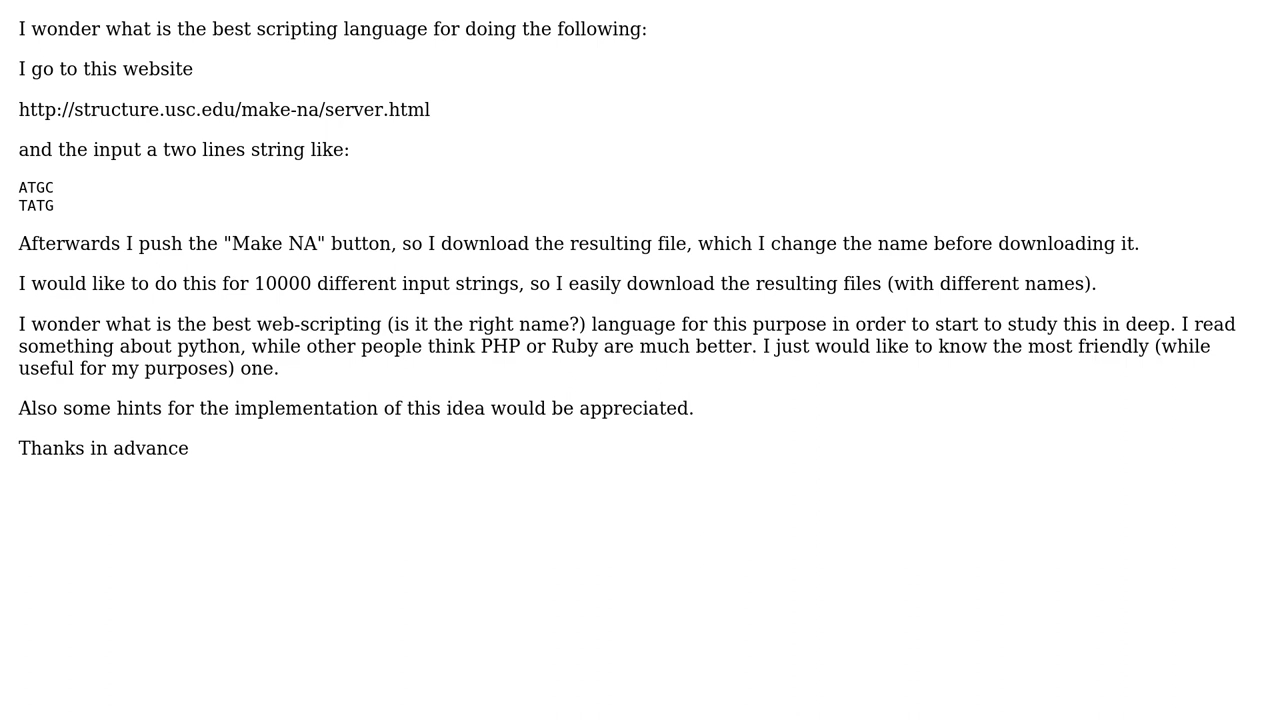 I wonder what is the best scripting language for doing the following:
I go to this website
http://structure.usc.edu/make-na/server.html
and the input a two lines string like:
ATGC
TATG
Afterwards I push the "Make NA" button, so I download the resulting file, which I change the name before downloading it.
I would like to do this for 10000 different input strings, so I easily download the resulting files (with different names).
I wonder what is the best web-scripting (is it the right name?) language for this purpose in order to start to study this in deep. I read
something about python, while other people think PHP or Ruby are much better. I just would like to know the most friendly (while
useful for my purposes) one.
Also some hints for the implementation of this idea would be appreciated.
Thanks in advance